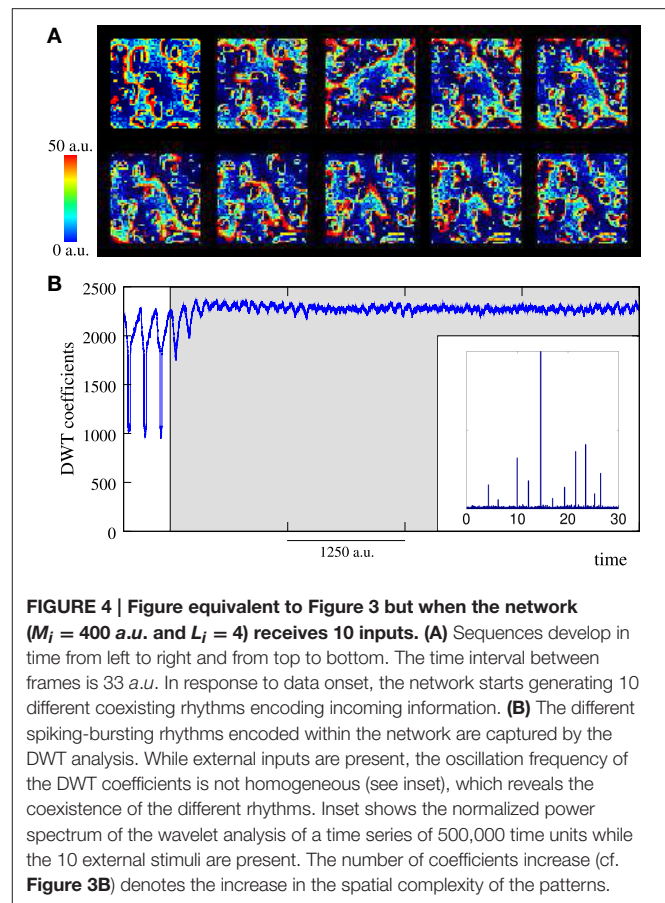 A
50 a.u.
0 a.u.
B
2500
2000
1500
1000
500
0
DWT coefficients
0 10 20 30
1250 a.u.
time
FIGURE 4 | Figure equivalent to Figure 3 but when the network
(Mi = 400 a.u. and Li = 4) receives 10 inputs. (A) Sequences develop in
time from left to right and from top to bottom. The time interval between
frames is 33 a.u. In response to data onset, the network starts generating 10
different coexisting rhythms encoding incoming information. (B) The different
spiking-bursting rhythms encoded within the network are captured by the
DWT analysis. While external inputs are present, the oscillation frequency of
the DWT coefficients is not homogeneous (see inset), which reveals the
coexistence of the different rhythms. Inset shows the normalized power
spectrum of the wavelet analysis of a time series of 500,000 time units while
the 10 external stimuli are present. The number of coefficients increase (cf.
Figure 3B) denotes the increase in the spatial complexity of the patterns.